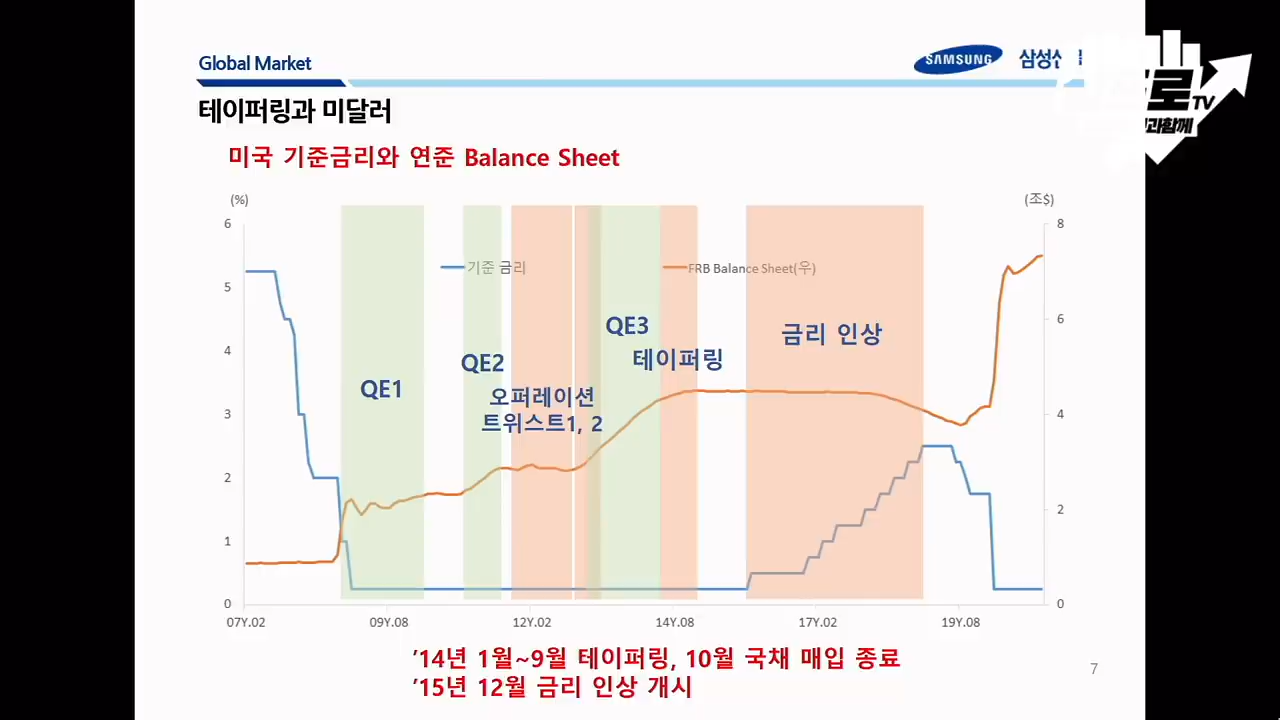 Global Market
SAMSUNG 삼성선물
테이퍼링과 미달러
미국 기준금리와 연준 Balance Sheet
(%)
(조$)
6
5
4
3
2
1
0
8
6
4
2
0
기준 금리
FRB Balance Sheet(우)
QE1
QE2
오퍼레이션
트위스트1, 2
QE3
테이퍼링
금리 인상
07Y.02
09Y.08
12Y.02
14Y.08
17Y.02
19Y.08
'14년 1월~9월 테이퍼링, 10월 국채 매입 종료
'15년 12월 금리 인상 개시
7
TV
과함께